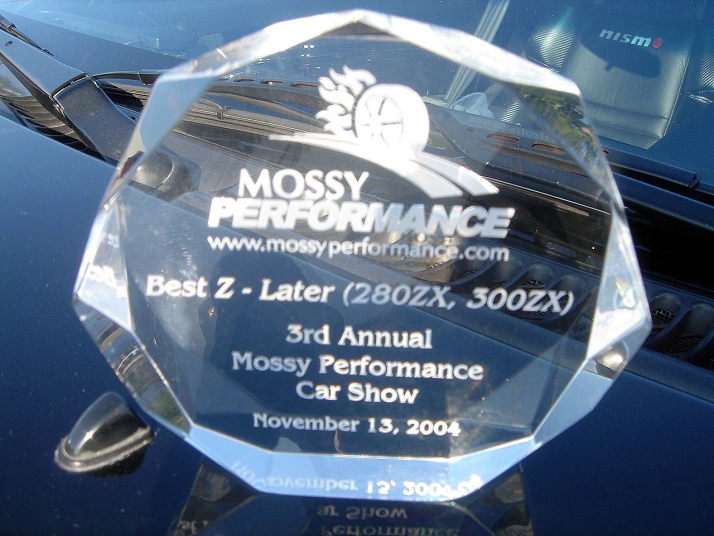 nismo
MOSSY
PERFORMANCE
www.mossyperformance.com
Best Z - Later (280ZX, 300ZX)
3rd Annual
Mossy Performance
Car Show
November 13, 2004